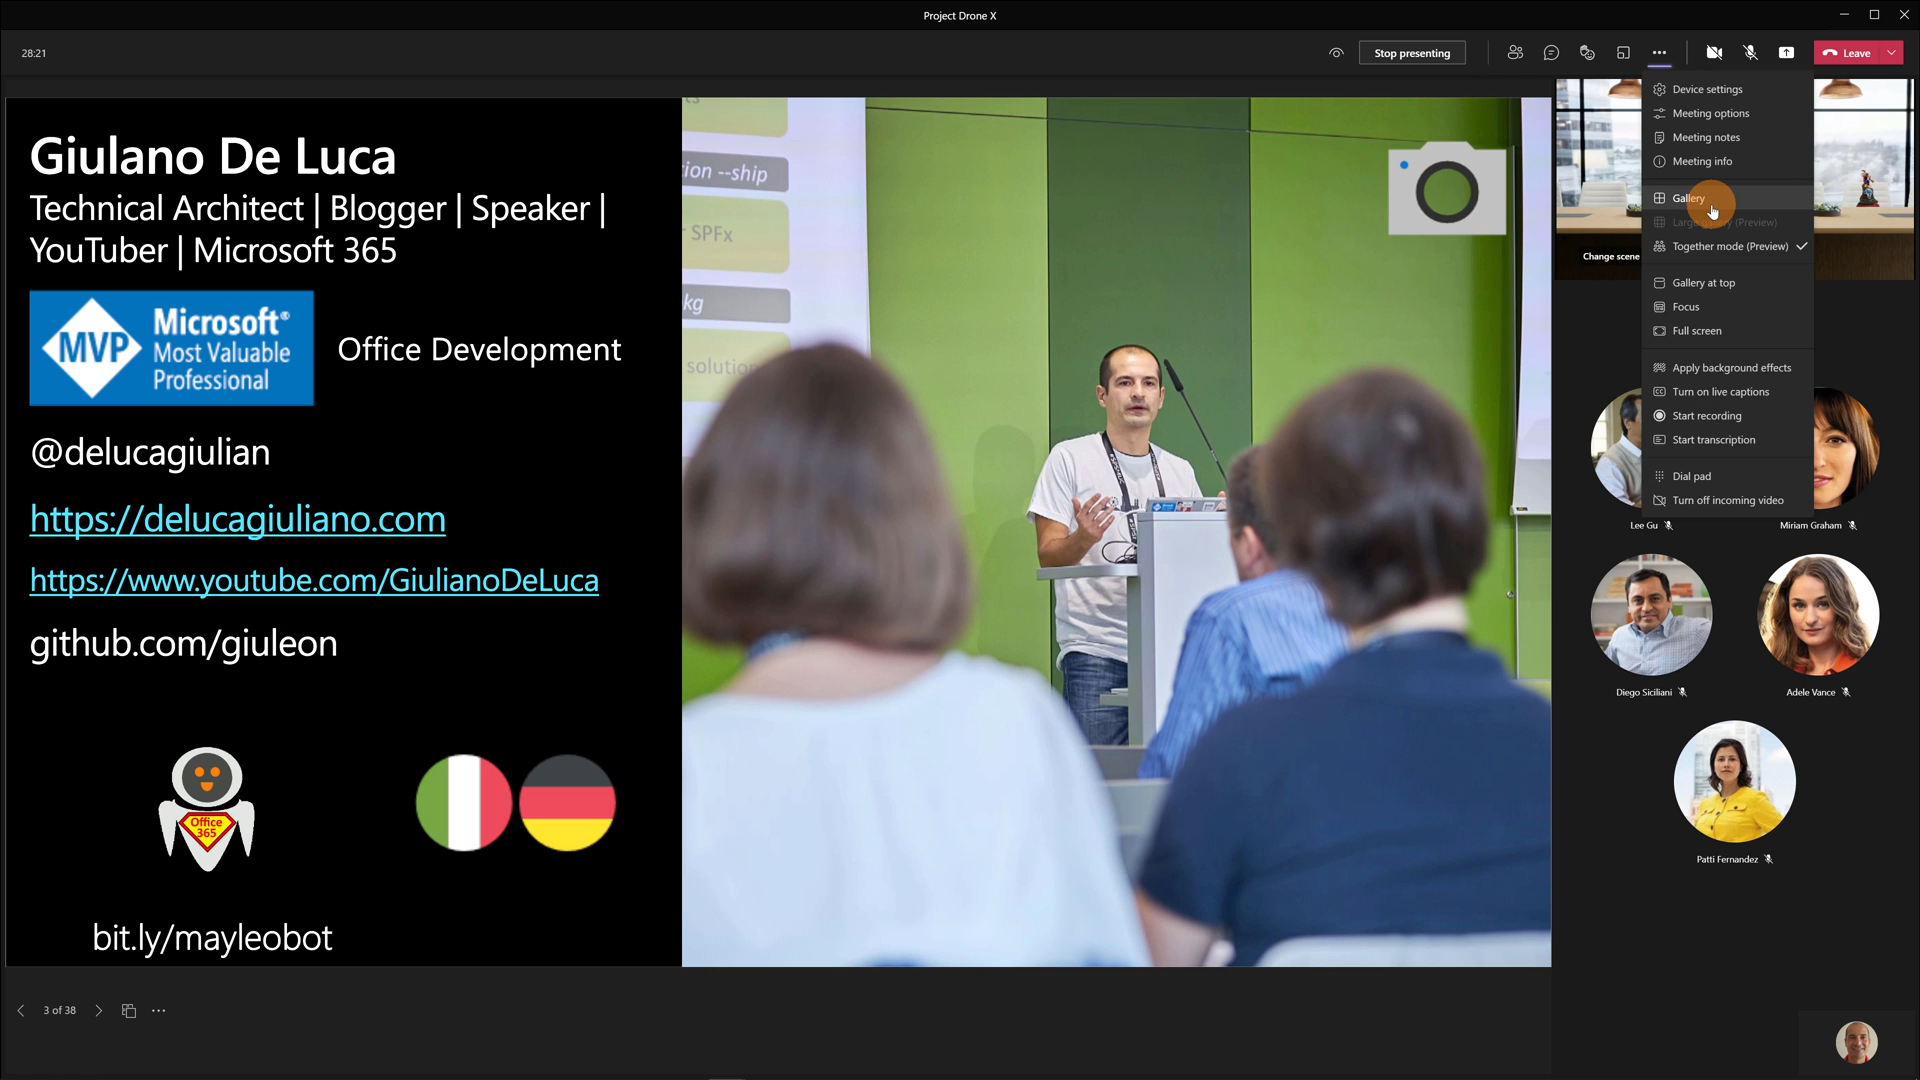 Project Drone X
28:21
Stop presenting
Leave
Giulano De Luca
Technical Architect | Blogger | Speaker |
YouTuber | Microsoft 365
MVP
Microsoft®
Most Valuable
Professional
Office Development
@delucagiulian
https://delucagiuliano.com
https://www.youtube.com/GiulianoDeLuca
github.com/giuleon
Office
365
bit.ly/mayleobot
ion --ship
SPFx
kg
solution
3 of 38
Device settings
Meeting options
Meeting notes
Meeting info
Gallery
Large gallery (Preview)
Together mode (Preview)
Change scene
Gallery at top
Focus
Full screen
Apply background effects
Turn on live captions
CC
Start recording
Start transcription
Dial pad
Turn off incoming video
Lee Gu
Miriam Graham
Diego Siciliani
Adele Vance
Patti Fernandez